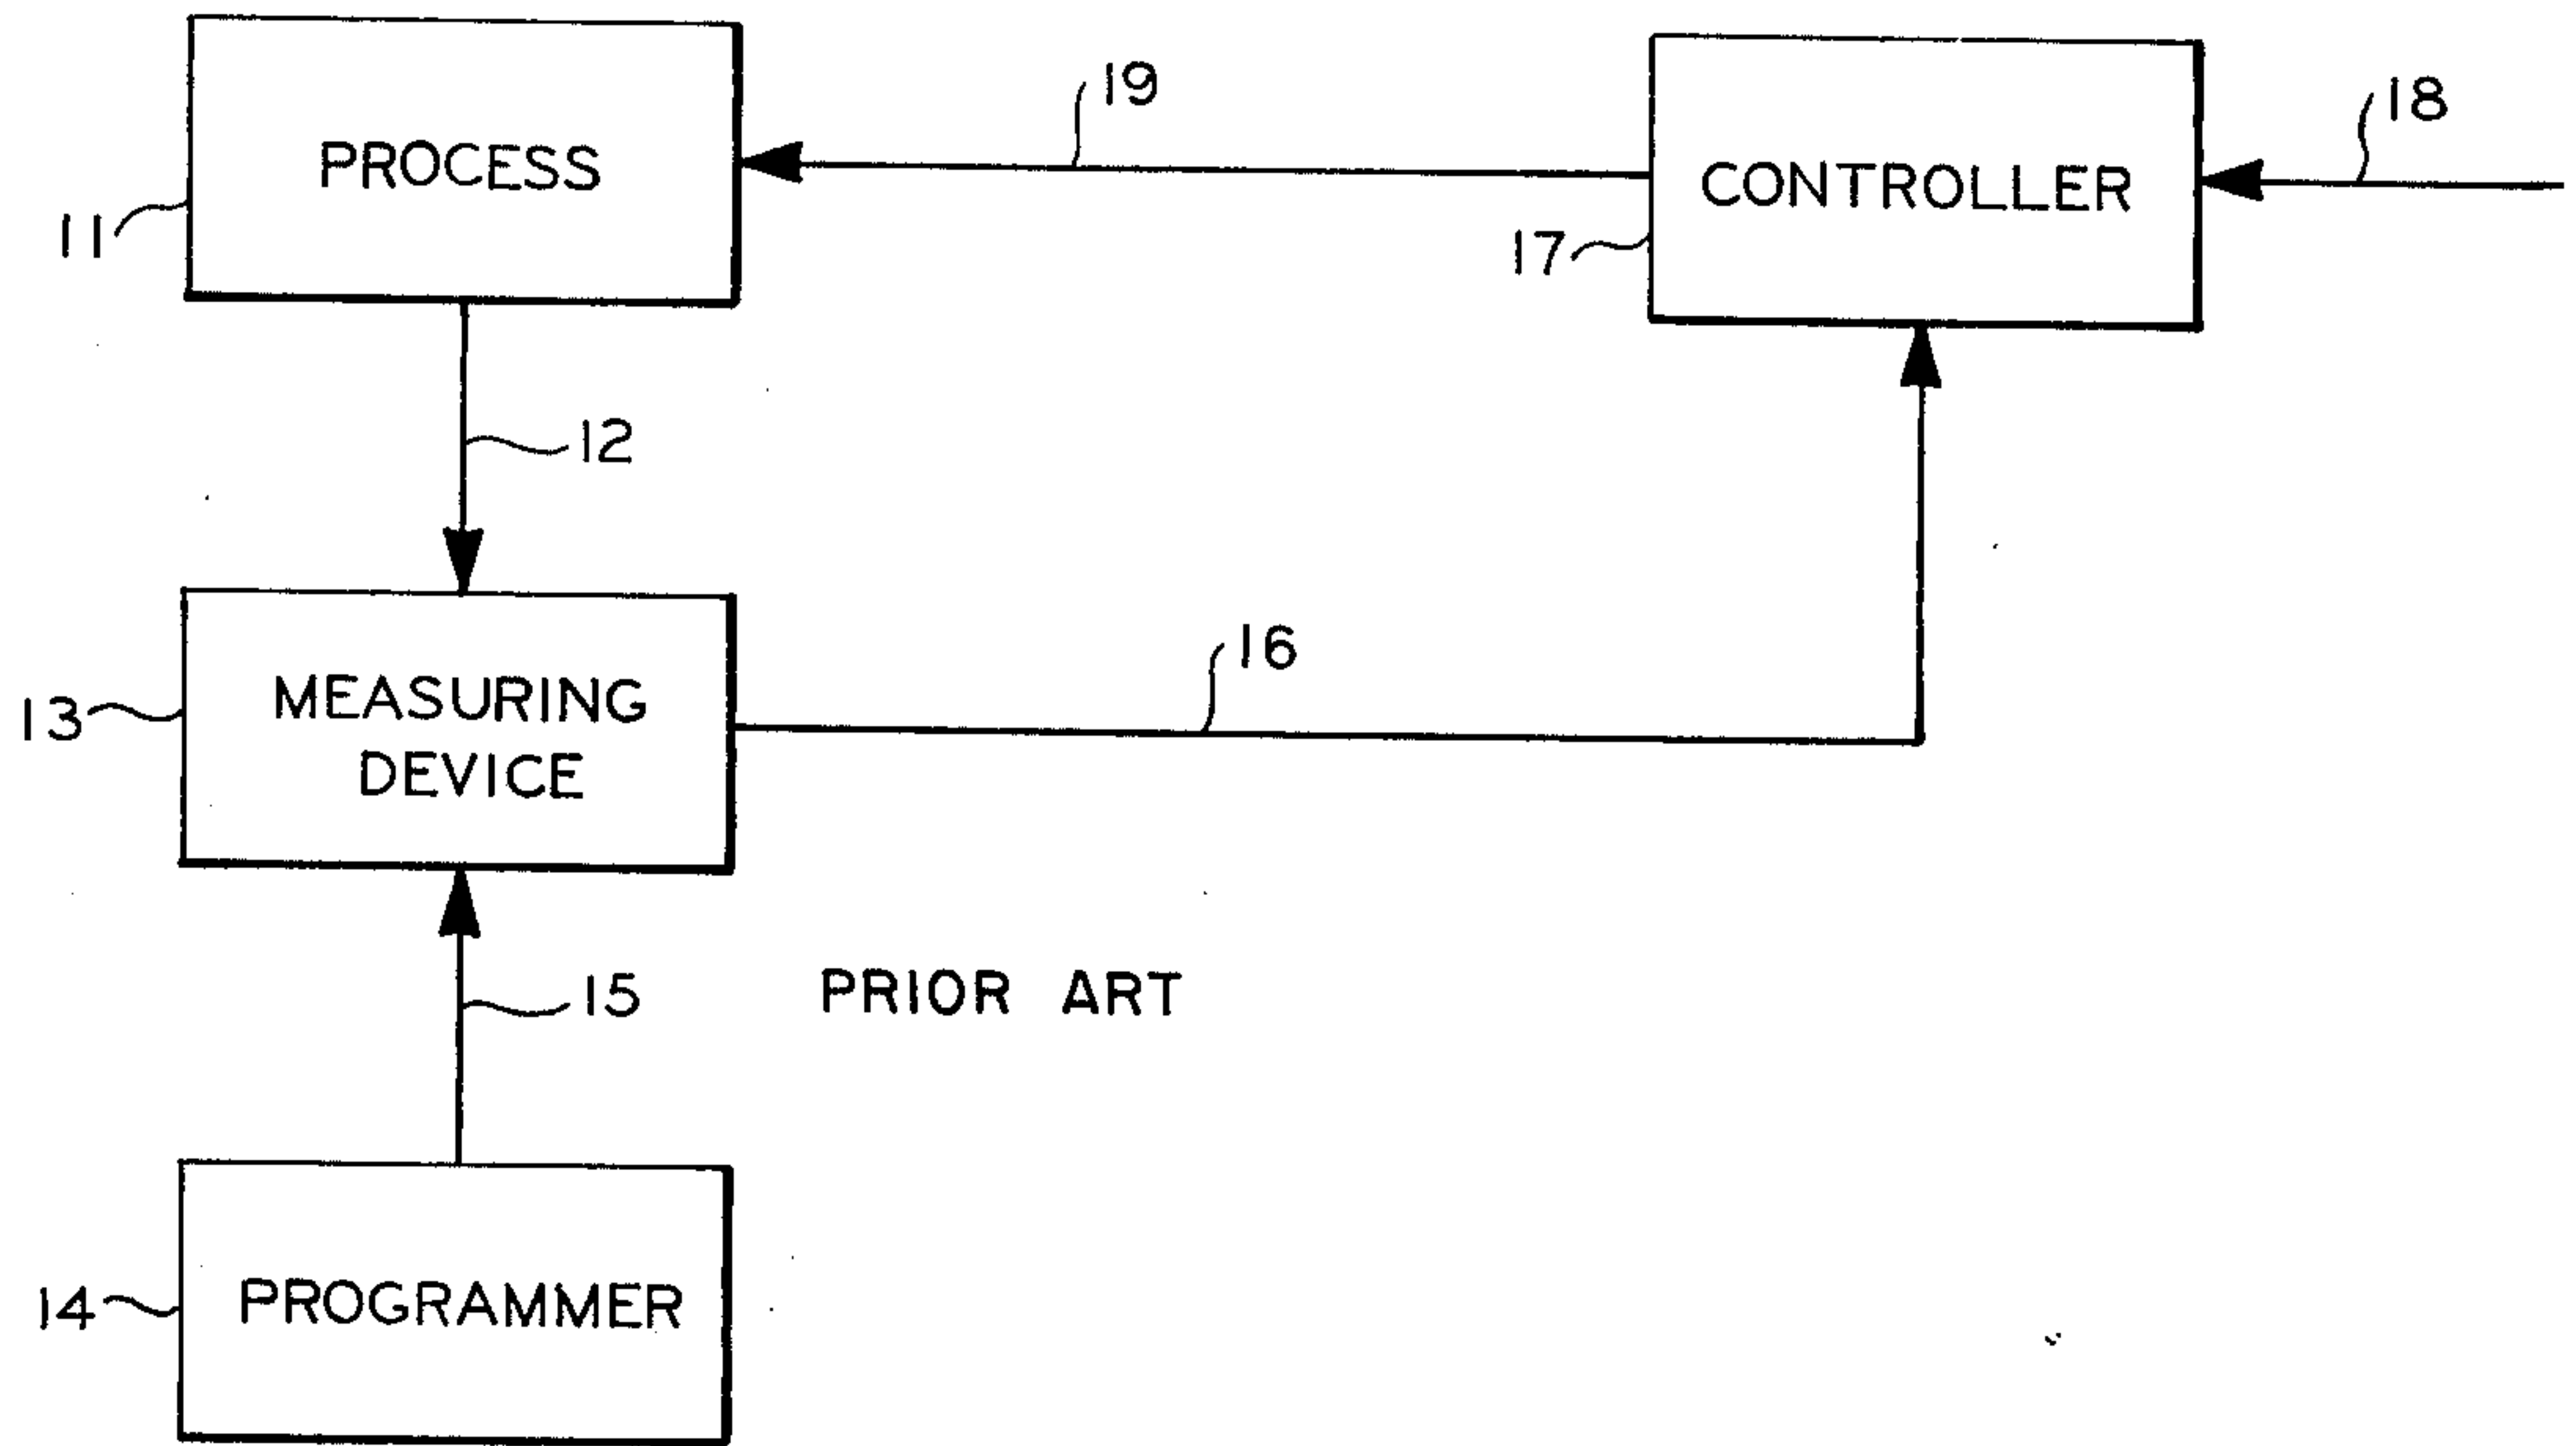 19
18
PROCESS
CONTROLLER
11
17
12
16
13
MEASURING
DEVICE
15
PRIOR ART
14
PROGRAMMER